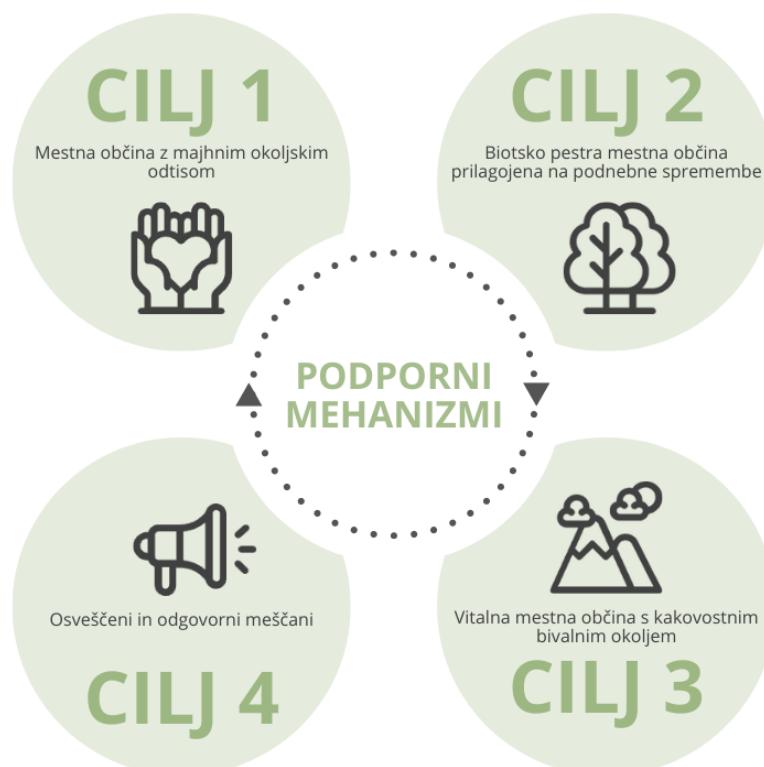 CILJ 1
Mestna občina z majhnim okoljskim
odtisom
CILJ 2
Biotsko pestra mestna občina
prilagojena na podnebne spremembe
PODPORNI
MEHANIZMI
Osveščeni in odgovorni meščani
CILJ 4
Vitalna mestna občina s kakovostnim
bivalnim okoljem
CILJ 3